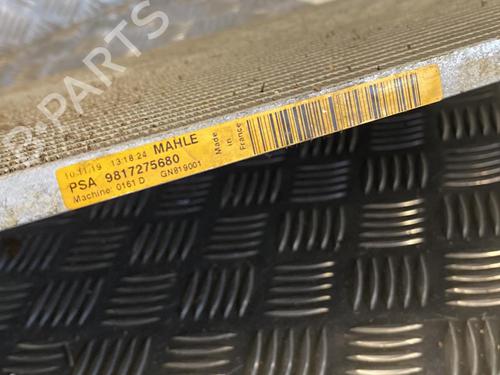 10.11.19 13:18:24 MAHLE
PSA 9817275680
Machine: 0161 D GN819001
Made
in
France
B-PARTS